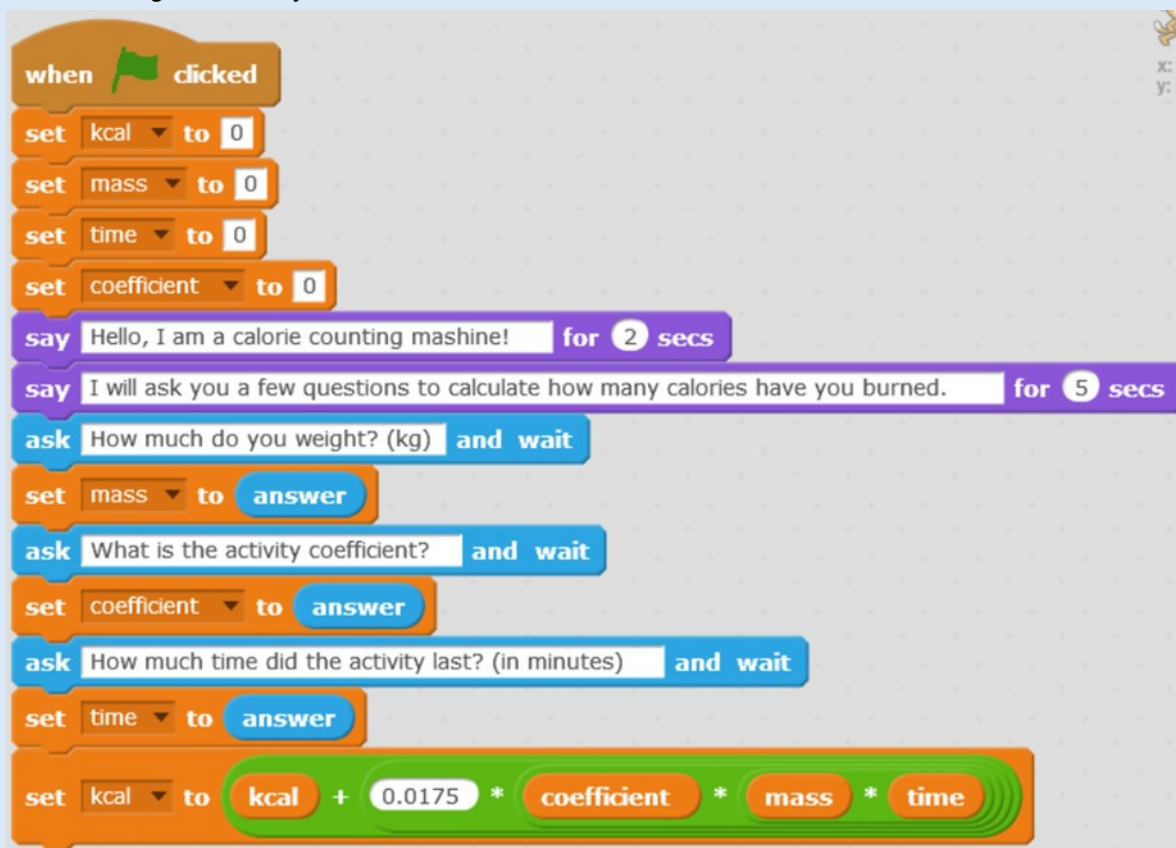 when clicked
set kcal to 0
set mass to 0
set time to 0
set coefficient to 0
say Hello, I am a calorie counting mashine! for 2 secs
say I will ask you a few questions to calculate how many calories have you burned. for 5 secs
ask How much do you weight? (kg) and wait
set mass to answer
ask What is the activity coefficient? and wait
set coefficient to answer
ask How much time did the activity last? (in minutes) and wait
set time to answer
set kcal to kcal + 0.0175 * coefficient * mass * time
x:
y: